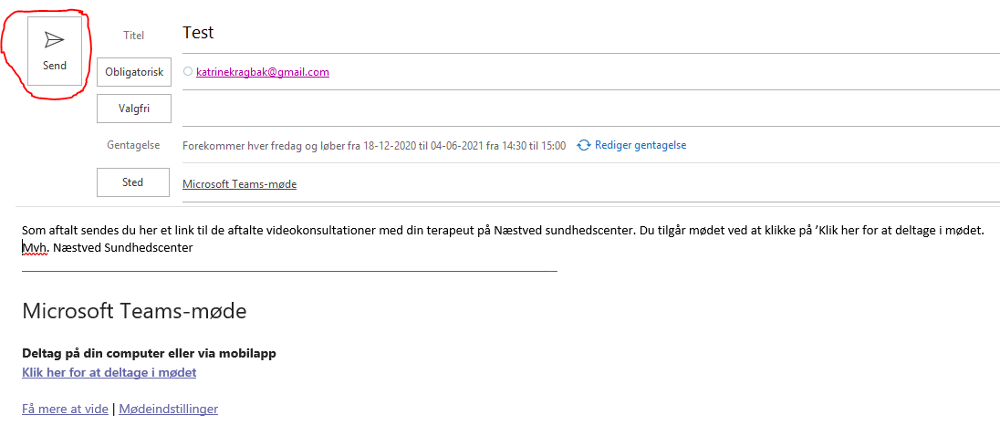 Send
Titel
Test
Obligatorisk
katrinekragbak@gmail.com
Valgfri
Gentagelse
Forekommer hver fredag og løber fra 18-12-2020 til 04-06-2021 fra 14:30 til 15:00
Rediger gentagelse
Sted
Microsoft Teams-møde
Som aftalt sendes du her et link til de aftalte videokonsultationer med din terapeut på Næstved sundhedscenter. Du tilgår mødet ved at klikke på ’Klik her for at deltage i mødet.
Mvh. Næstved Sundhedscenter
Microsoft Teams-møde
Deltag på din computer eller via mobilapp
Klik her for at deltage i mødet
Få mere at vide | Mødeindstillinger